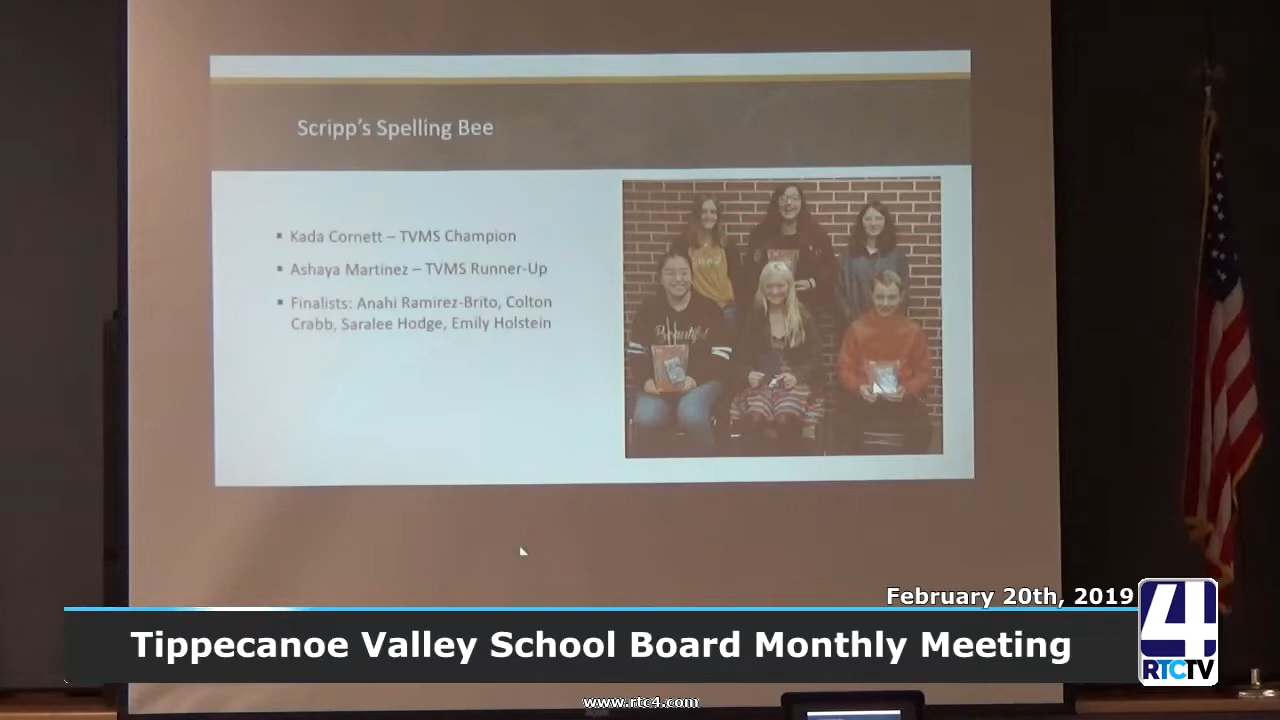 Scripp's Spelling Bee
▪ Kada Cornett – TVMS Champion
▪ Ashaya Martinez – TVMS Runner-Up
▪ Finalists: Anahi Ramirez-Brito, Colton
Crabb, Saralee Hodge, Emily Holstein
Beautiful
February 20th, 2019
Tippecanoe Valley School Board Monthly Meeting
4
RTCTV
www.rtc4.com